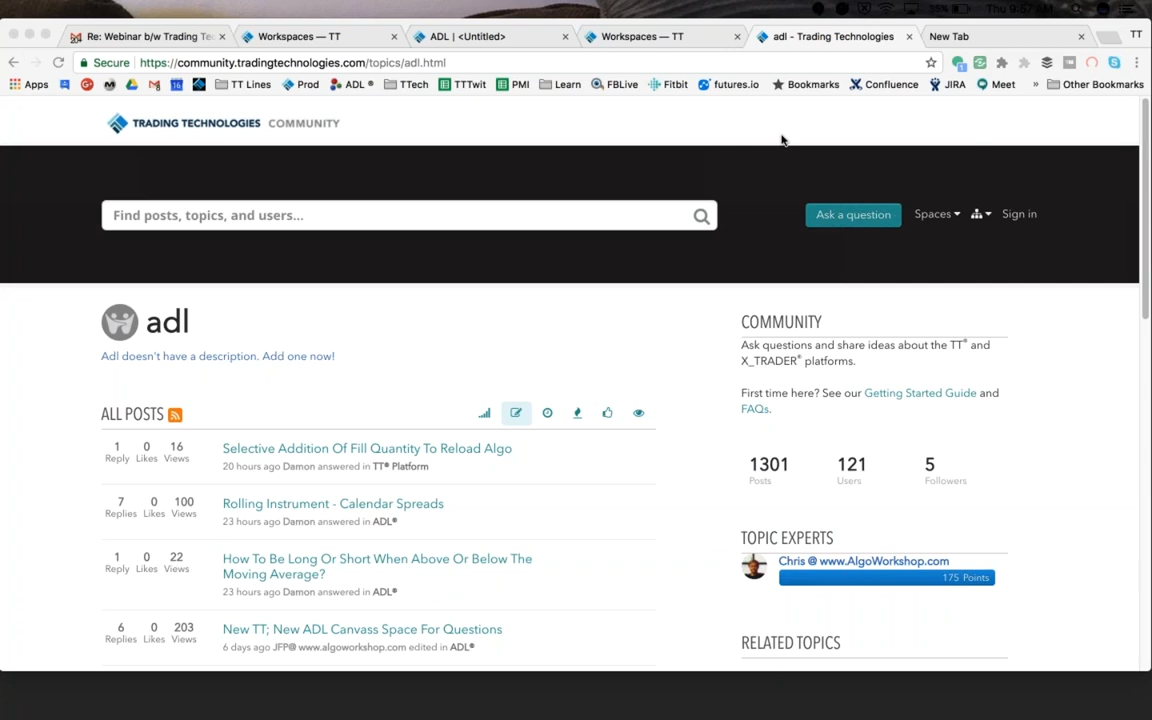 35% Thu 9:57
Re: Webinar b/w Trading Te
Workspaces — TT
ADL | <Untitled>
Workspaces — TT
adl - Trading Technologies
New Tab
TT
Secure https://community.tradingtechnologies.com/topics/adl.html
Apps
16
TT Lines
Prod
ADL ®
TTech
TTTwit
PMI
Learn
FBLive
Fitbit
futures.io
Bookmarks
Confluence
JIRA
Meet
»
Other Bookmarks
TRADING TECHNOLOGIES COMMUNITY
Find posts, topics, and users...
Ask a question
Spaces
Sign in
adl
Adl doesn't have a description. Add one now!
ALL POSTS
1 0 16
Reply Likes Views
Selective Addition Of Fill Quantity To Reload Algo
20 hours ago Damon answered in TT® Platform
7 0 100
Replies Likes Views
Rolling Instrument - Calendar Spreads
23 hours ago Damon answered in ADL®
1 0 22
Reply Likes Views
How To Be Long Or Short When Above Or Below The
Moving Average?
23 hours ago Damon answered in ADL®
6 0 203
Replies Likes Views
New TT; New ADL Canvass Space For Questions
6 days ago JFP@ www.algoworkshop.com edited in ADL®
COMMUNITY
Ask questions and share ideas about the TT® and
X_TRADER® platforms.
First time here? See our Getting Started Guide and
FAQs.
1301 121 5
Posts Users Followers
TOPIC EXPERTS
Chris @ www.AlgoWorkshop.com
175 Points
RELATED TOPICS